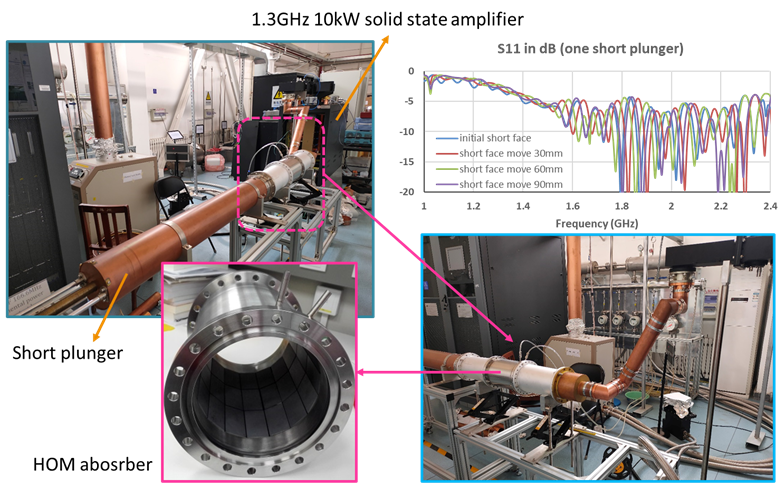 1.3GHz 10kW solid state amplifier
S11 in dB (one short plunger)
0
-5
-10
-15
-20
initial short face
short face move 30mm
short face move 60mm
short face move 90mm
1 1.2 1.4 1.6 1.8 2 2.2 2.4
Frequency (GHz)
Short plunger
HOM abosrber